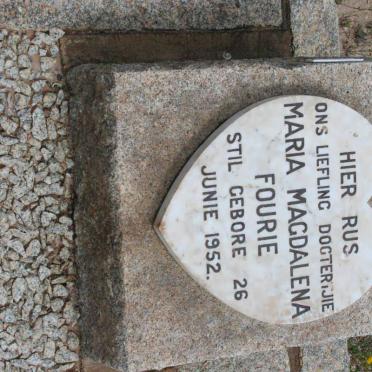 HIER RUS
ONS LIEFLING DOGTERTJIE
MARIA MAGDALENA
FOURIE
STIL GEBORE 26
JUNIE 1952.